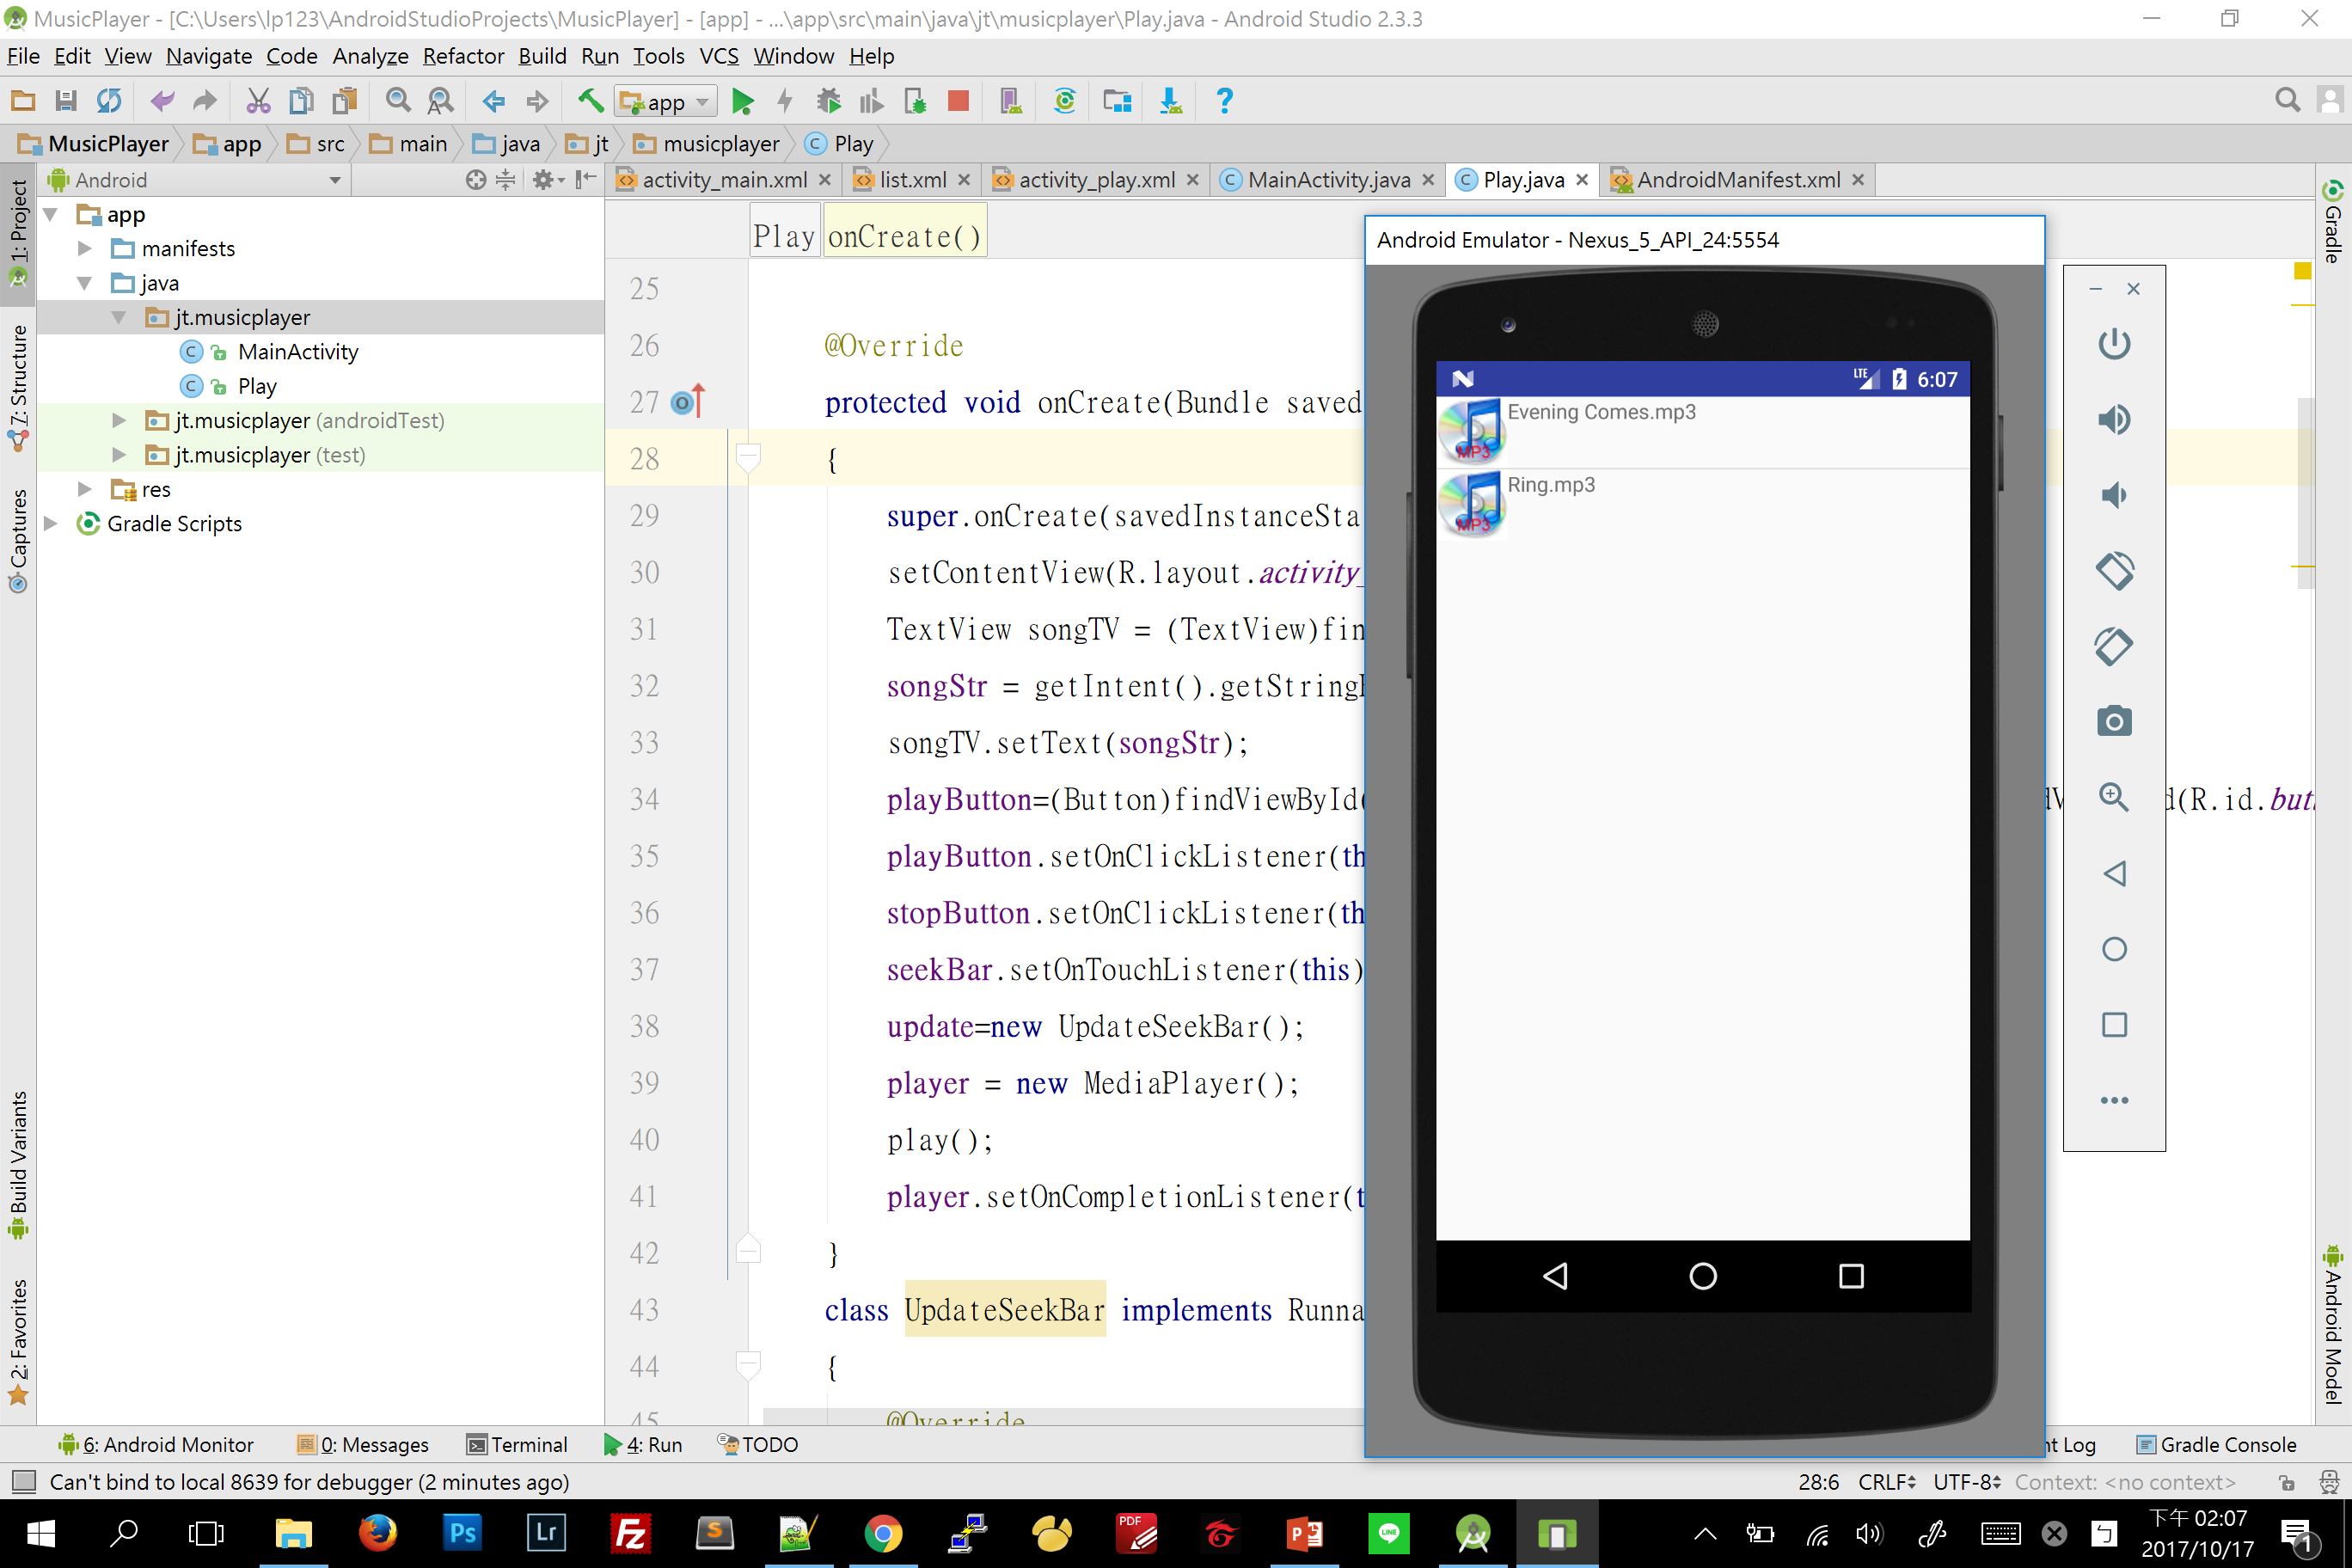 MusicPlayer - [C:\Users\lp123\AndroidStudioProjects\MusicPlayer] - [app] - ...\app\src\main\java\jt\musicplayer\Play.java - Android Studio 2.3.3
File Edit View Navigate Code Analyze Refactor Build Run Tools VCS Window Help
app
MusicPlayer app src main java jt musicplayer Play
Android
activity_main.xml list.xml activity_play.xml MainActivity.java Play.java AndroidManifest.xml
1: Project
7: Structure
Captures
Build Variants
2: Favorites
app
manifests
java
jt.musicplayer
MainActivity
Play
jt.musicplayer (androidTest)
jt.musicplayer (test)
res
Gradle Scripts
Play onCreate()
25
26 @Override
27 protected void onCreate(Bundle saved
28 {
29 super.onCreate(savedInstanceSta
30 setContentView(R.layout.activity_
31 TextView songTV = (TextView)fin
32 songStr = getIntent().getString
33 songTV.setText(songStr);
34 playButton=(Button)findViewById( d(R.id.but
35 playButton.setOnClickListener(th
36 stopButton.setOnClickListener(th
37 seekBar.setOnTouchListener(this)
38 update=new UpdateSeekBar();
39 player = new MediaPlayer();
40 play();
41 player.setOnCompletionListener(t
42 }
43 class UpdateSeekBar implements Runna
44 {
45 @Override
Android Emulator - Nexus_5_API_24:5554
LTE 6:07
MP3 Evening Comes.mp3
MP3 Ring.mp3
Gradle
Android Model
6: Android Monitor 0: Messages Terminal 4: Run TODO nt Log Gradle Console
Can't bind to local 8639 for debugger (2 minutes ago) 28:6 CRLF UTF-8 Context: <no context>
Ps Lr Fz S PDF P LINE ㄅ
下午 02:07
2017/10/17
1